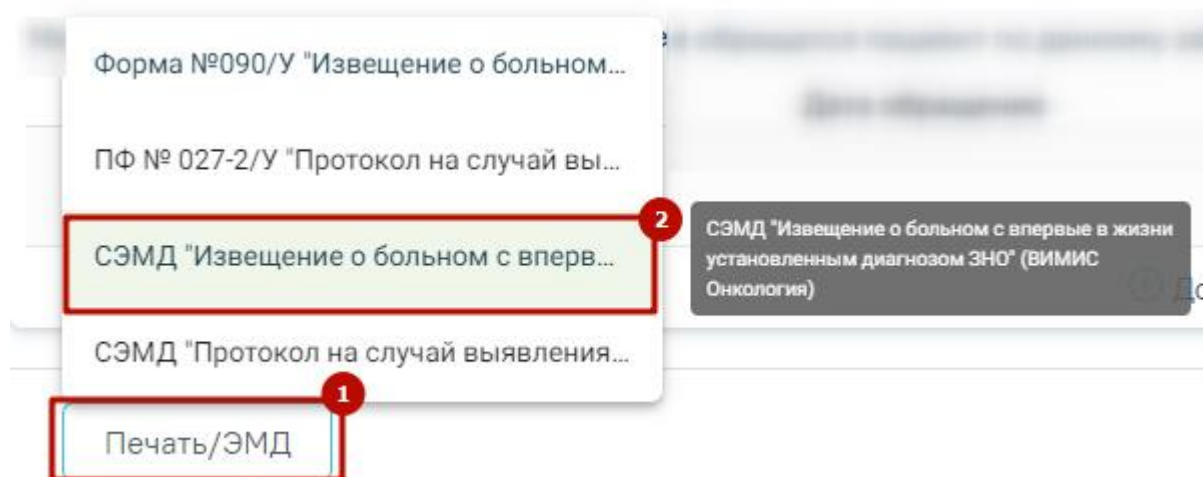 Форма №090/У "Извещение о больном...
ПФ № 027-2/У "Протокол на случай вы...
2
СЭМД "Извещение о больном с вперв...
СЭМД "Извещение о больном с впервые в жизни
установленным диагнозом ЗНО" (ВИМИС
Онкология)
До
СЭМД "Протокол на случай выявления...
1
Печать/ЭМД